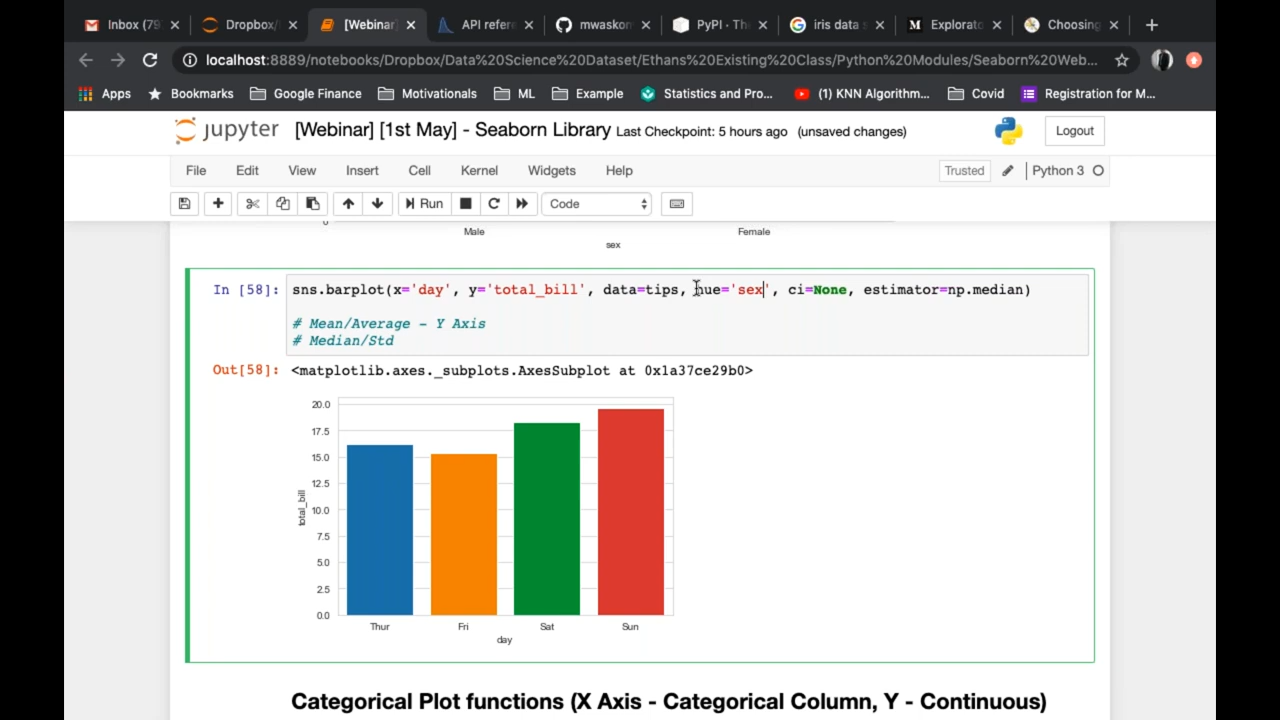 Inbox (79
Dropbox/
[Webinar]
API refere
mwaskom
PyPI · The
iris data s
Explorato
Choosing
localhost:8889/notebooks/Dropbox/Data%20Science%20Dataset/Ethans%20Existing%20Class/Python%20Modules/Seaborn%20Web...
Apps Bookmarks Google Finance Motivationals ML Example Statistics and Pro... (1) KNN Algorithm... Covid Registration for M...
jupyter [Webinar] [1st May] - Seaborn Library Last Checkpoint: 5 hours ago (unsaved changes) Logout
File Edit View Insert Cell Kernel Widgets Help Trusted Python 3
Run Code
0
Male Female
sex
In [58]: sns.barplot(x='day', y='total_bill', data=tips, hue='sex', ci=None, estimator=np.median)
# Mean/Average - Y Axis
# Median/Std
Out[58]: <matplotlib.axes._subplots.AxesSubplot at 0x1a37ce29b0>
20.0
17.5
15.0
12.5
10.0
7.5
5.0
2.5
0.0
total_bill
Thur Fri Sat Sun
day
Categorical Plot functions (X Axis - Categorical Column, Y - Continuous)